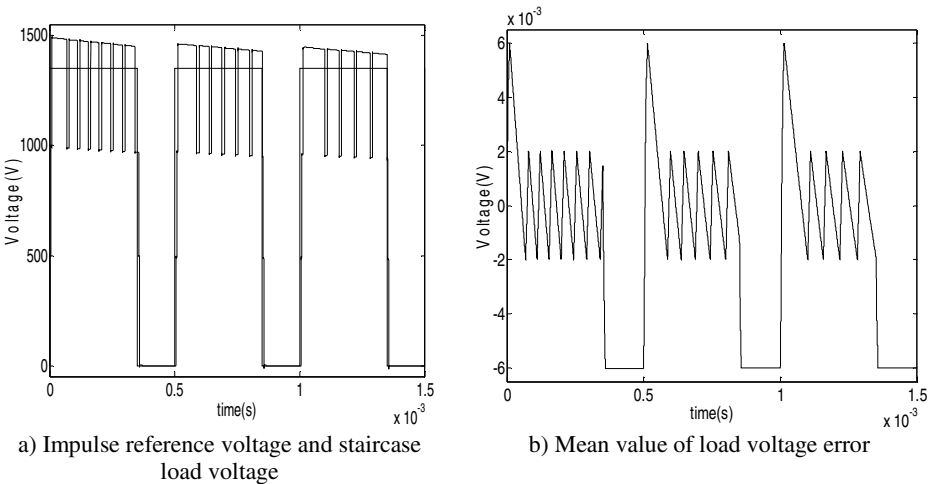 1500
1000
500
0
Voltage(V)
0 0.5 1 1.5
time(s)
x 10-3
a) Impulse reference voltage and staircase
load voltage
x 10-3
6
4
2
0
-2
-4
-6
Voltage(V)
0 0.5 1 1.5
time(s)
x 10-3
b) Mean value of load voltage error